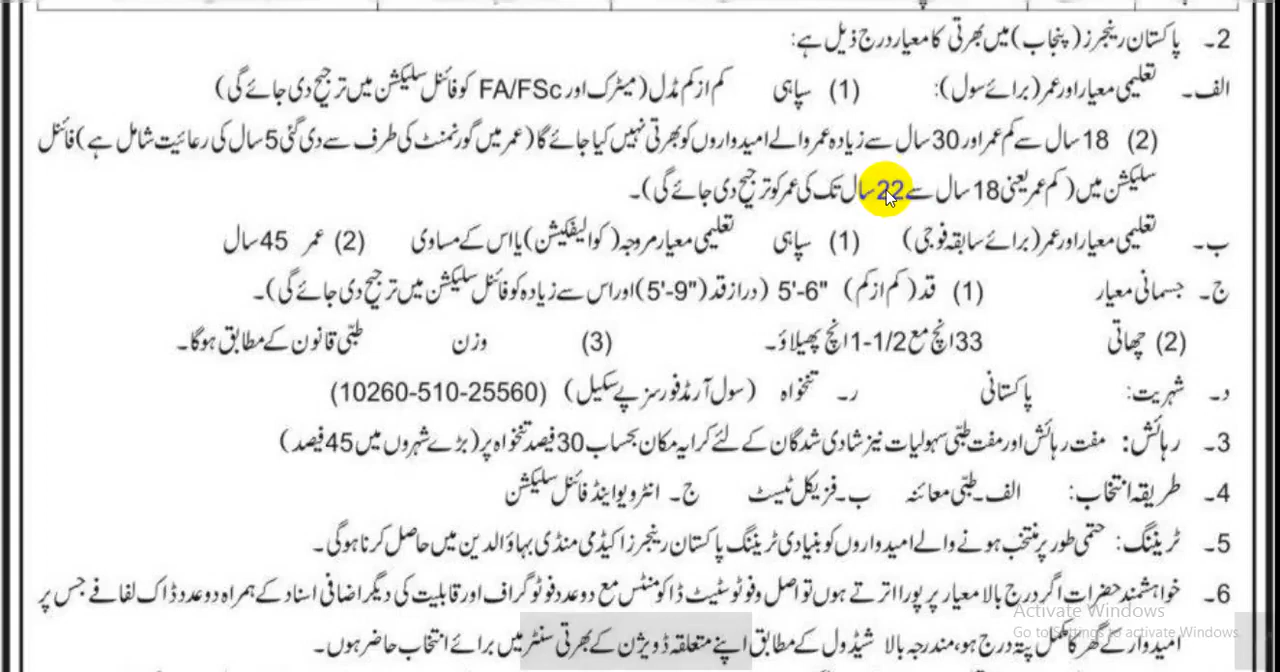 2۔ پاکستان رینجرز (پنجاب) میں بھرتی کا معیار درج ذیل ہے:
الف۔ تعلیمی معیار اور عمر (برائے سول): (1) سپاہی کم از کم مڈل (میٹرک اور FA/FSc کو فائنل سلیکشن میں ترجیح دی جائے گی)
(2) 18 سال سے کم عمر اور 30 سال سے زیادہ عمر والے امیدواروں کو بھرتی نہیں کیا جائے گا (عمر میں گورنمنٹ کی طرف سے دی گئی 5 سال کی رعائیت شامل ہے) فائنل
سلیکشن میں (کم عمر یعنی 18 سال سے 22 سال تک کی عمر کو ترجیح دی جائے گی)۔
ب۔ تعلیمی معیار اور عمر (برائے سابقہ فوجی) (1) سپاہی تعلیمی معیار مروجہ (کوالیفکیشن) یا اس کے مساوی (2) عمر 45 سال
ج۔ جسمانی معیار (1) قد (کم از کم) 5'-6" (دراز قد (5'-9") اور اس سے زیادہ کو فائنل سلیکشن میں ترجیح دی جائے گی)۔
(2) چھاتی 33 انچ مع 1-1/2 انچ پھیلاؤ۔ (3) وزن طبّی قانون کے مطابق ہوگا۔
د۔ شہریت: پاکستانی ر۔ تنخواہ (سول آرمڈ فورسز پے سکیل) (10260-510-25560)
3۔ رہائش: مفت رہائش اور مفت طبّی سہولیات نیز شادی شدگان کے لئے کرایہ مکان بحساب 30 فیصد تنخواہ پر (بڑے شہروں میں 45 فیصد)
4۔ طریقہ انتخاب: الف۔ طبّی معائنہ ب۔ فزیکل ٹیسٹ ج۔ انٹرویو اینڈ فائنل سلیکشن
5۔ ٹریننگ: حتمی طور پر منتخب ہونے والے امیدواروں کو بنیادی ٹریننگ پاکستان رینجرز اکیڈمی منڈی بہاؤالدین میں حاصل کرنا ہوگی۔
6۔ خواہشمند حضرات اگر درج بالا معیار پر پورا اترتے ہوں تو اصل و فوٹو سٹیٹ ڈاکومنٹس مع دو عدد فوٹو گراف اور قابلیت کی دیگر اضافی اسناد کے ہمراہ دو عدد ڈاک لفافے جس پر
امیدوار کے گھر کا مکمل پتہ درج ہو، مندرجہ بالا شیڈول کے مطابق اپنے متعلقہ ڈویژن کے بھرتی سنٹر میں برائے انتخاب حاضر ہوں۔
Activate Windows
Go to Settings to activate Windows.